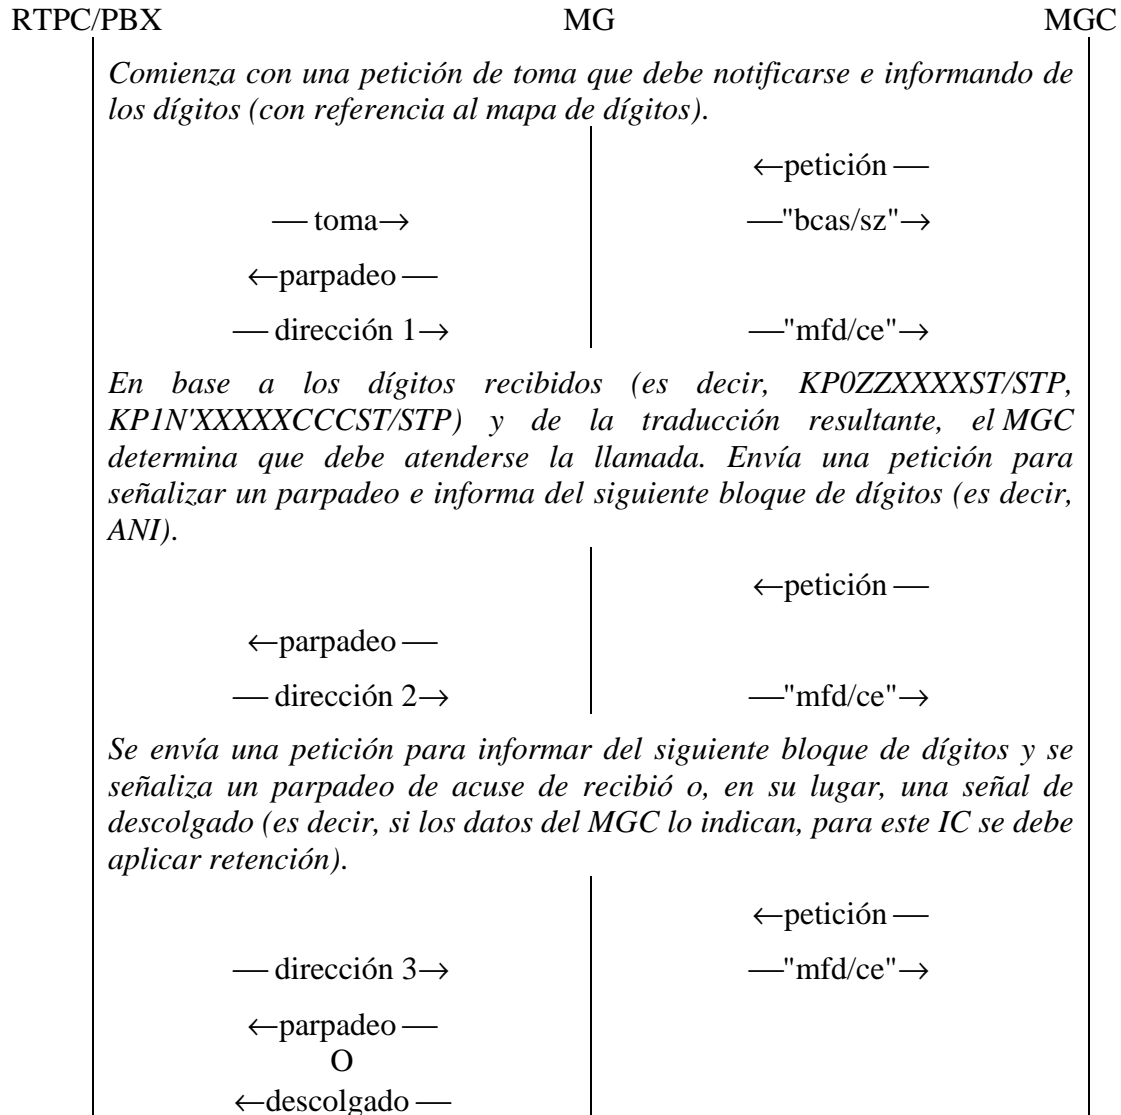 RTPC/PBX MG MGC
Comienza con una petición de toma que debe notificarse e informando de
los dígitos (con referencia al mapa de dígitos).
←petición —
— toma→ —"bcas/sz"→
←parpadeo —
— dirección 1→ —"mfd/ce"→
En base a los dígitos recibidos (es decir, KP0ZZXXXXST/STP,
KP1N'XXXXXCCCST/STP) y de la traducción resultante, el MGC
determina que debe atenderse la llamada. Envía una petición para
señalizar un parpadeo e informa del siguiente bloque de dígitos (es decir,
ANI).
←petición —
←parpadeo —
— dirección 2→ —"mfd/ce"→
Se envía una petición para informar del siguiente bloque de dígitos y se
señaliza un parpadeo de acuse de recibió o, en su lugar, una señal de
descolgado (es decir, si los datos del MGC lo indican, para este IC se debe
aplicar retención).
←petición —
— dirección 3→ —"mfd/ce"→
←parpadeo —
O
←descolgado —